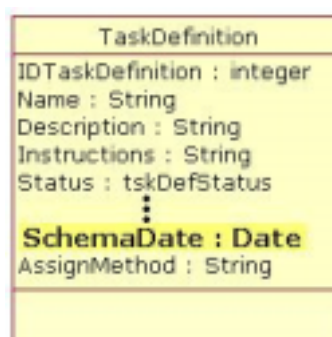 TaskDefinition
IDTaskDefinition : integer
Name : String
Description : String
Instructions : String
Status : tskDefStatus
SchemaDate : Date
AssignMethod : String